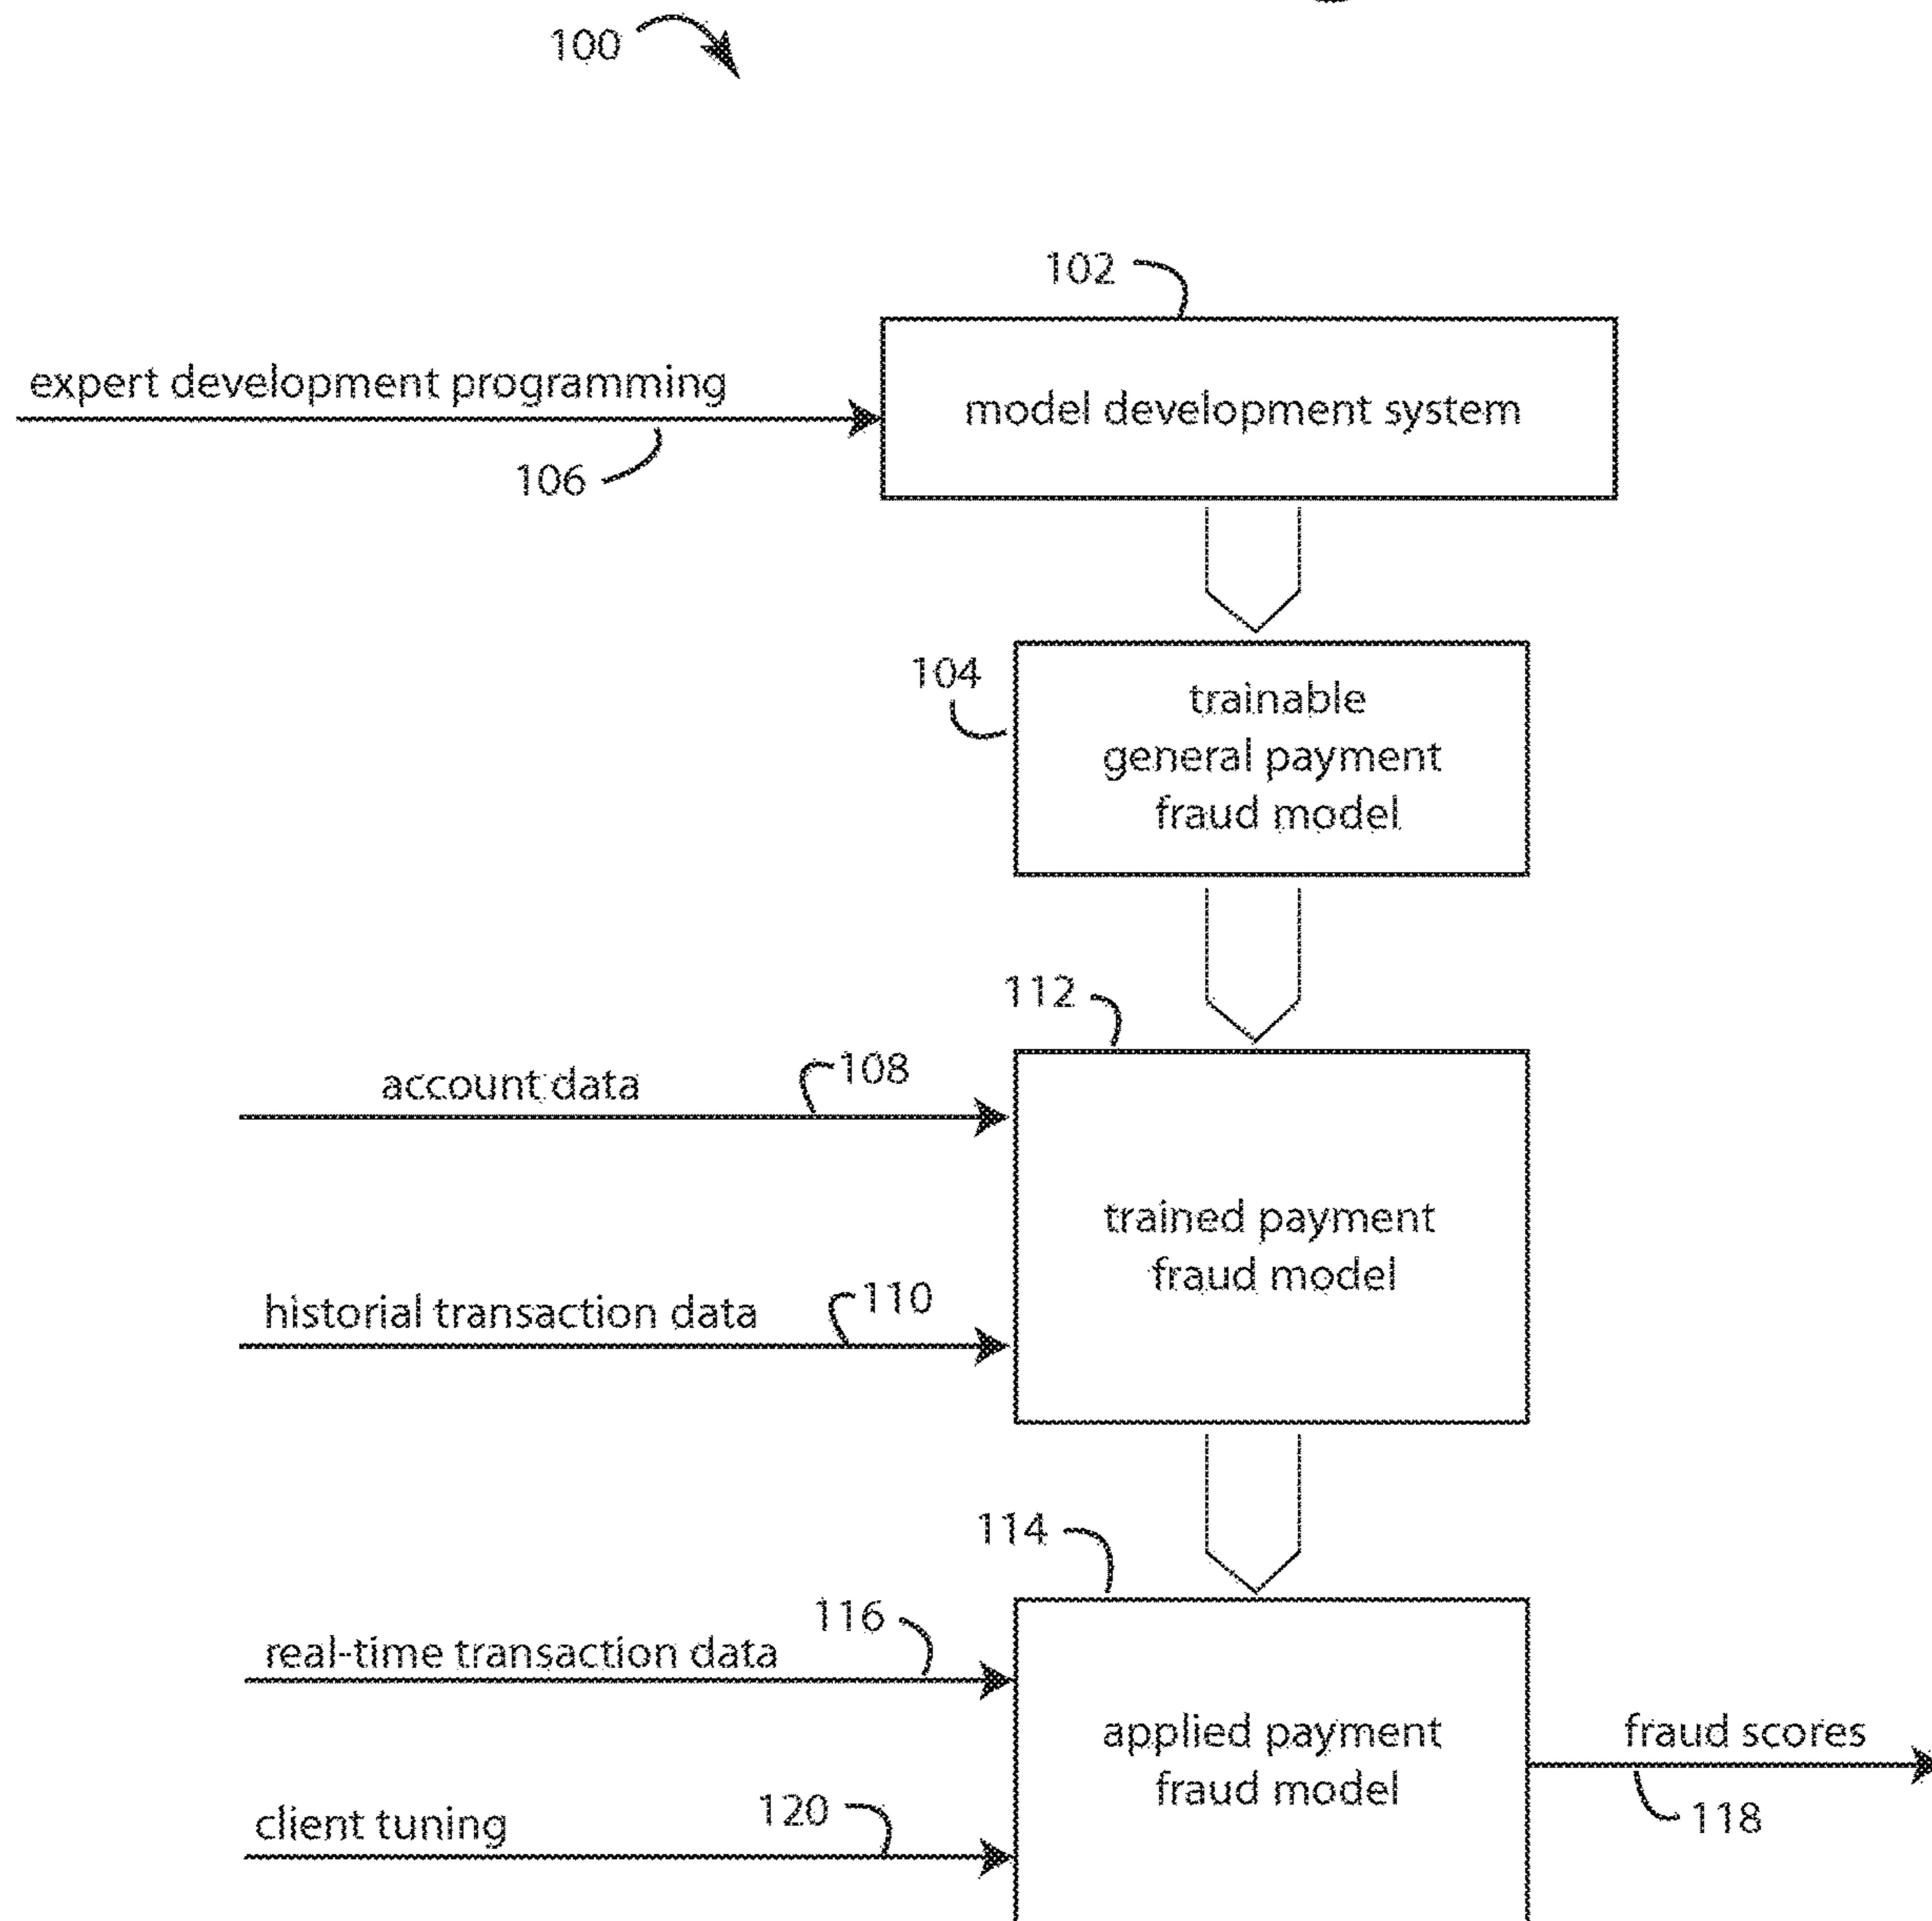 100
102
expert development programming
model development system
106
104
trainable
general payment
fraud model
112
account data
108
trained payment
fraud model
historial transaction data
110
114
116
real-time transaction data
applied payment
fraud model
fraud scores
118
client tuning
120